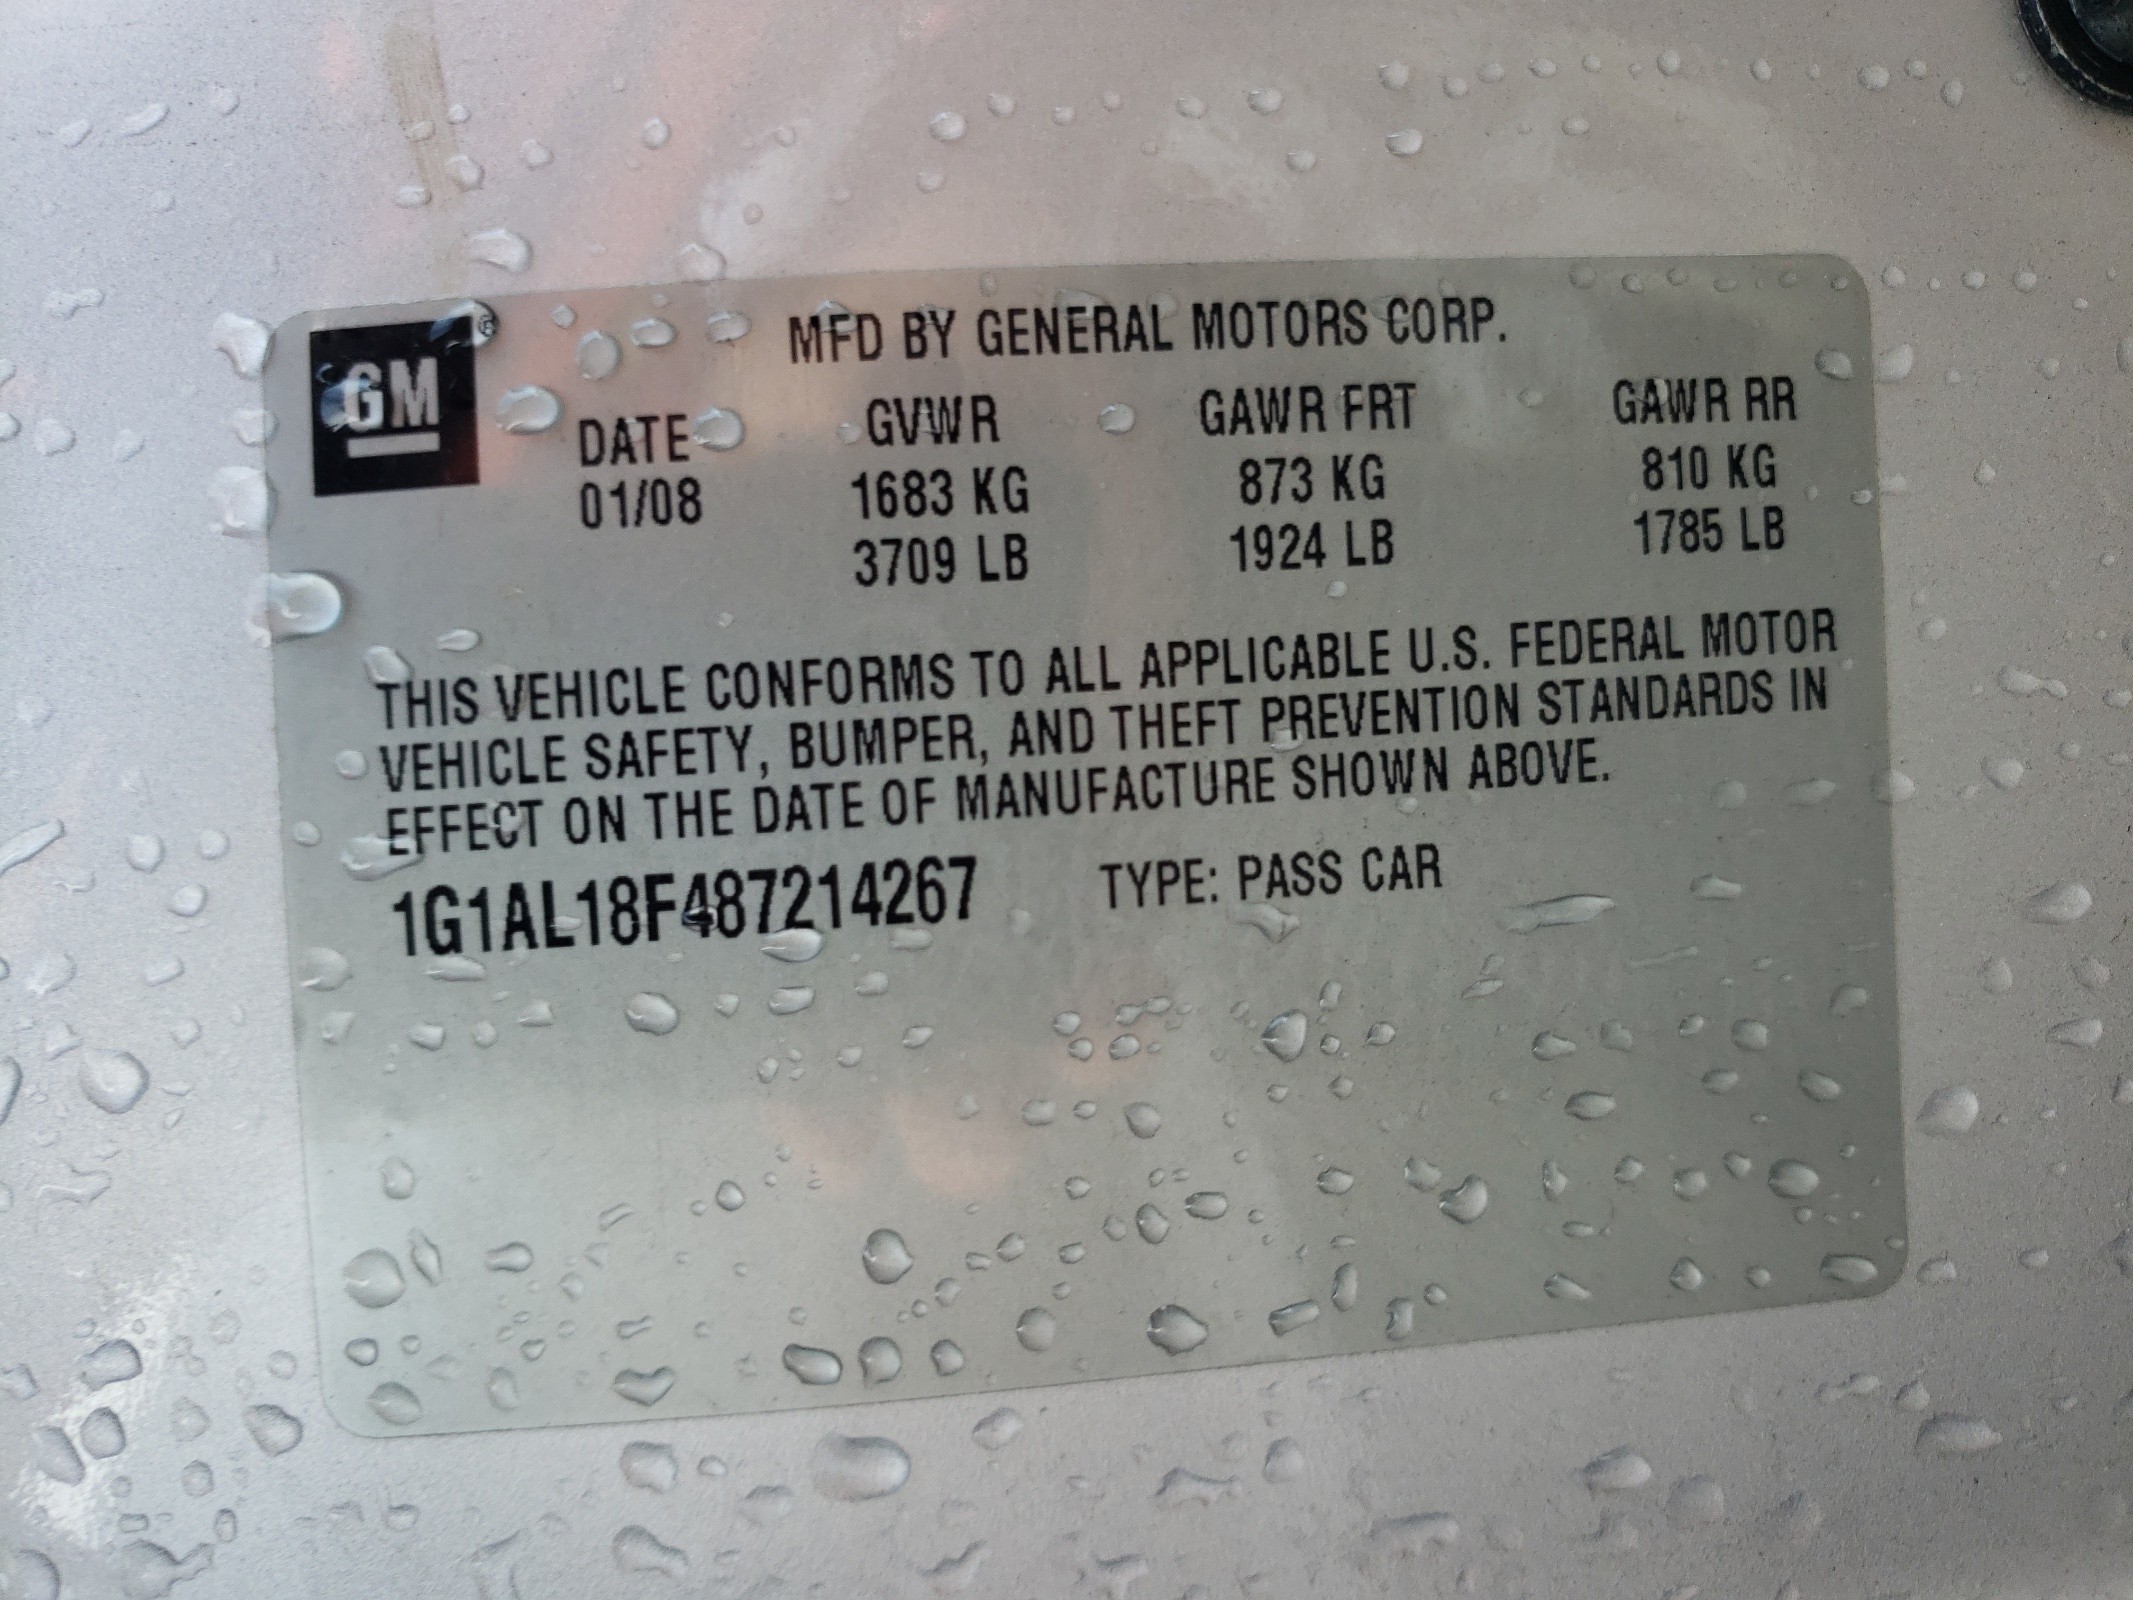 GM®
MFD BY GENERAL MOTORS CORP.
DATE GVWR GAWR FRT GAWR RR
01/08 1683 KG 873 KG 810 KG
3709 LB 1924 LB 1785 LB
THIS VEHICLE CONFORMS TO ALL APPLICABLE U.S. FEDERAL MOTOR
VEHICLE SAFETY, BUMPER, AND THEFT PREVENTION STANDARDS IN
EFFECT ON THE DATE OF MANUFACTURE SHOWN ABOVE.
1G1AL18F487214267 TYPE: PASS CAR